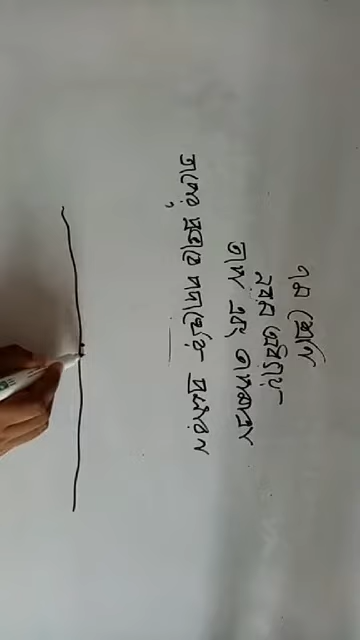 ৭ম শ্রেণি
নবম অধ্যায়
তাপ এবং তাপমাত্রা
তাপের প্রভাবে পদার্থের প্রসারণ